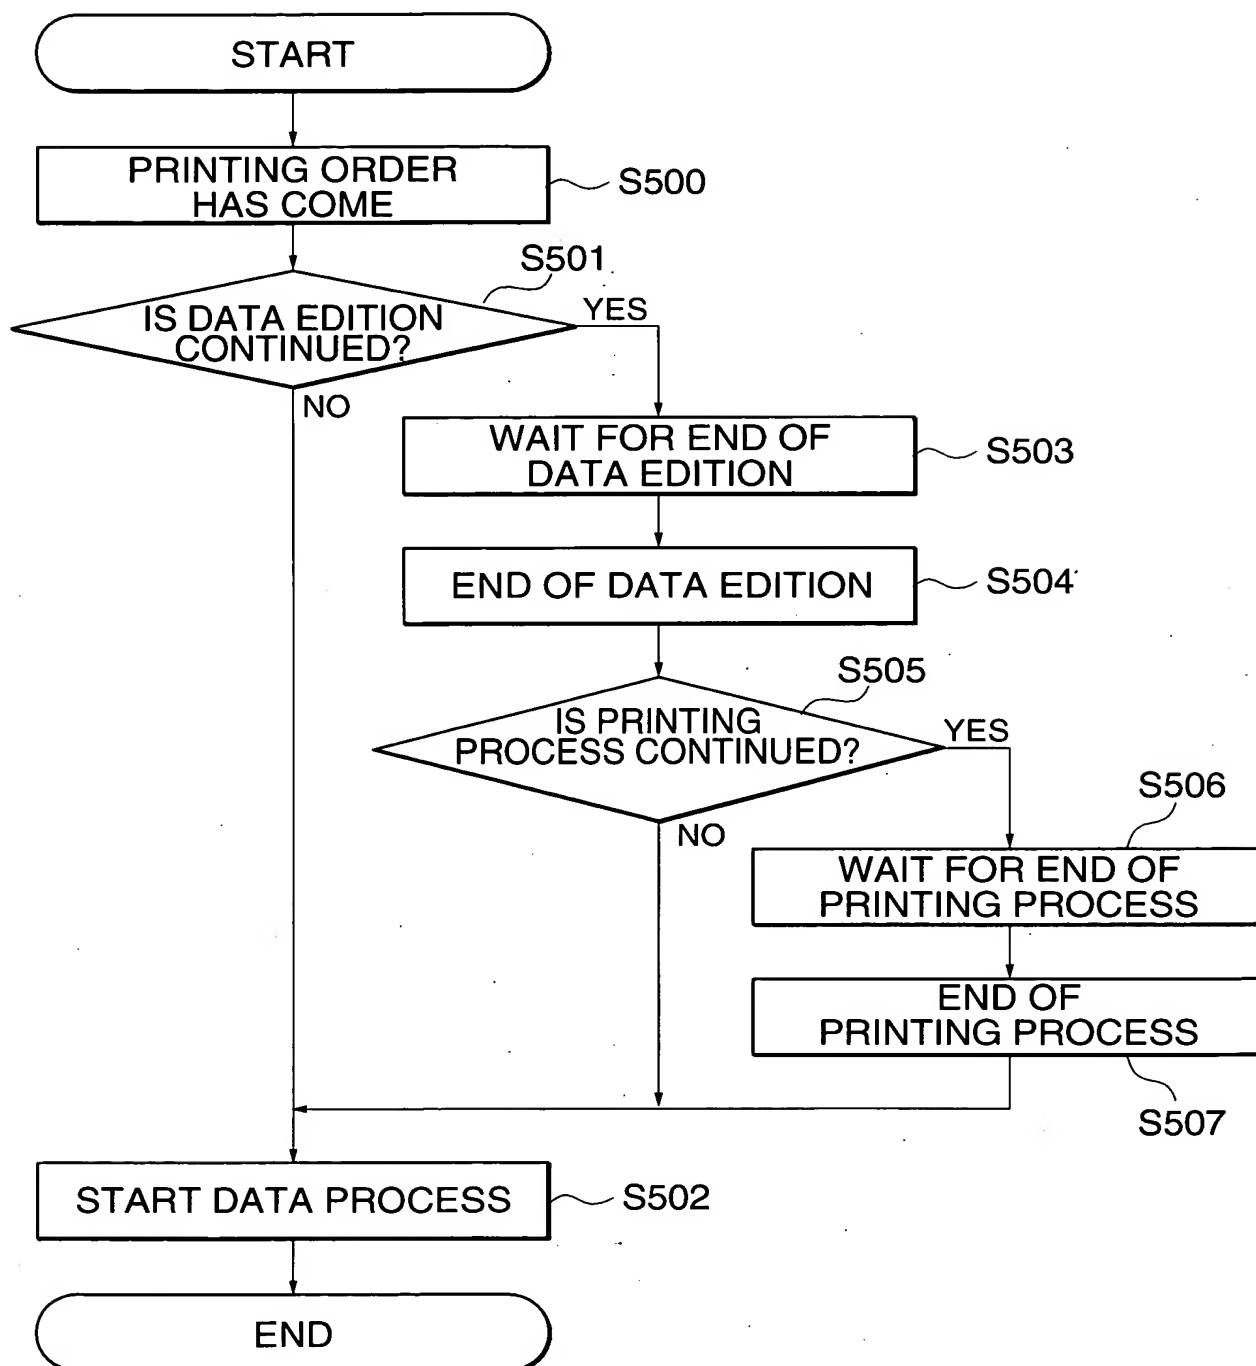 START
PRINTING ORDER
HAS COME
S500
S501
IS DATA EDITION
CONTINUED?
YES
NO
WAIT FOR END OF
DATA EDITION
S503
END OF DATA EDITION
S504
S505
IS PRINTING
PROCESS CONTINUED?
YES
NO
S506
WAIT FOR END OF
PRINTING PROCESS
END OF
PRINTING PROCESS
S507
START DATA PROCESS
S502
END